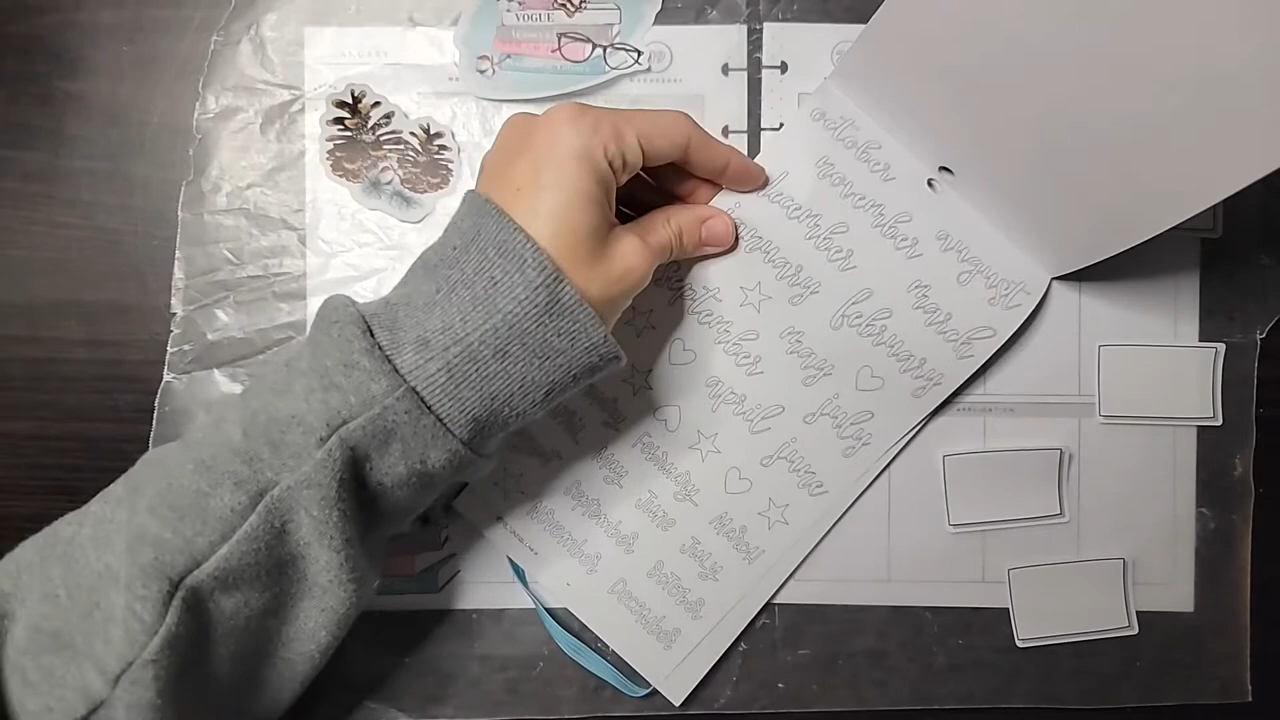 VOGUE
JANUARY
october
november
december
january
august
march
february
september
may
july
april
june
February
March
May
June
July
September
October
November
December